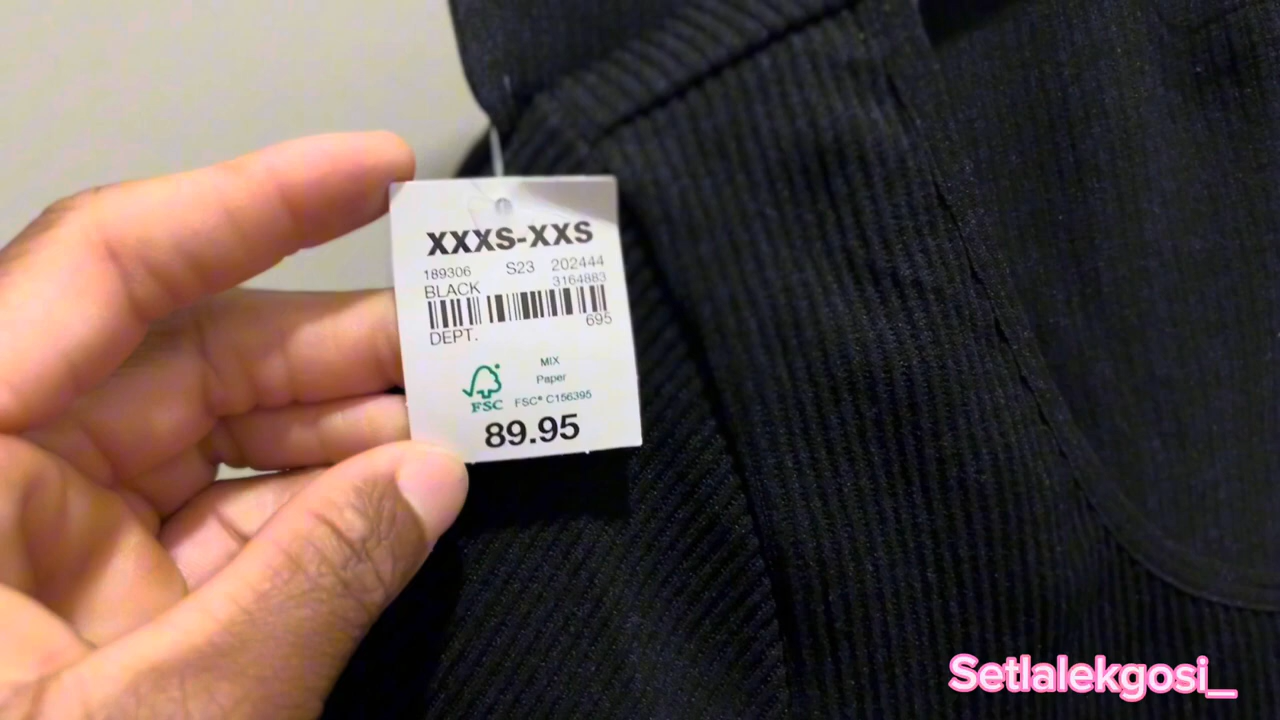 XXXS-XXS
189306 S23 202444
BLACK 3164883
695
DEPT.
FSC
MIX
Paper
FSC® C156395
89.95
Setlalekgosi_